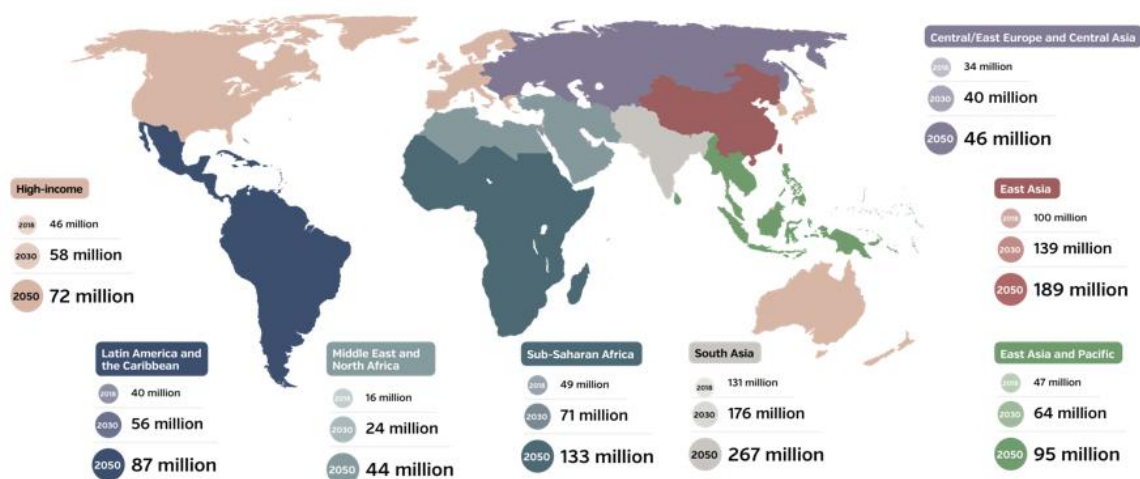 Central/East Europe and Central Asia
2018 34 million
2030 40 million
2050 46 million
High-income
2018 46 million
2030 58 million
2050 72 million
East Asia
2018 100 million
2030 139 million
2050 189 million
Latin America and
the Caribbean
2018 40 million
2030 56 million
2050 87 million
Middle East and
North Africa
2018 16 million
2030 24 million
2050 44 million
Sub-Saharan Africa
2018 49 million
2030 71 million
2050 133 million
South Asia
2018 131 million
2030 176 million
2050 267 million
East Asia and Pacific
2018 47 million
2030 64 million
2050 95 million